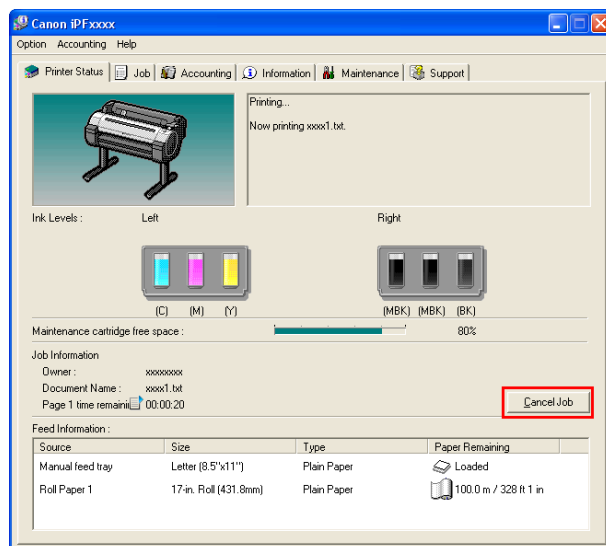 Canon iPFxxxx
Option Accounting Help
Printer Status Job Accounting Information Maintenance Support
Printing...
Now printing xxxx1.txt.
Ink Levels : Left Right
(C) (M) (Y) (MBK) (MBK) (BK)
Maintenance cartridge free space : 80%
Job Information
Owner : xxxxxxxx
Document Name : xxxx1.txt
Page 1 time remaini 00:00:20
Cancel Job
Feed Information :
Source Size Type Paper Remaining
Manual feed tray Letter (8.5"x11") Plain Paper Loaded
Roll Paper 1 17-in. Roll (431.8mm) Plain Paper 100.0 m / 328 ft 1 in